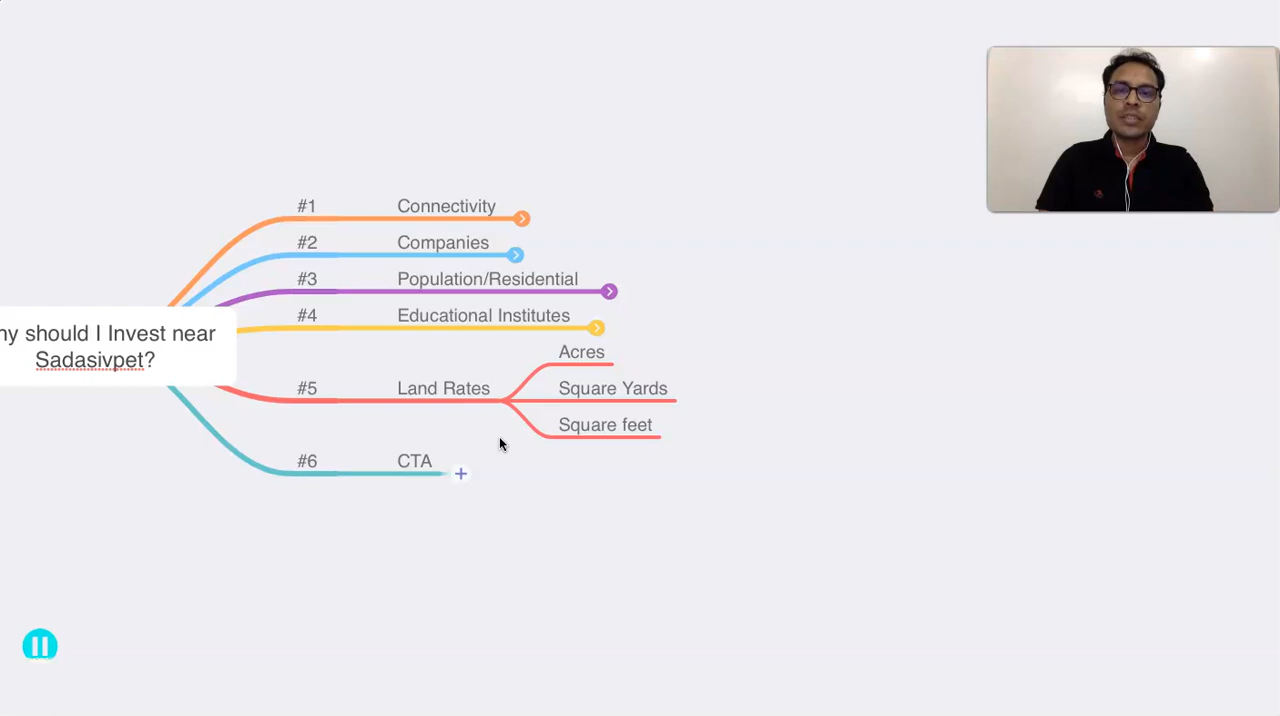 #1 Connectivity
#2 Companies
#3 Population/Residential
#4 Educational Institutes
should I Invest near
Sadasivpet?
Acres
#5 Land Rates
Square Yards
Square feet
#6 CTA